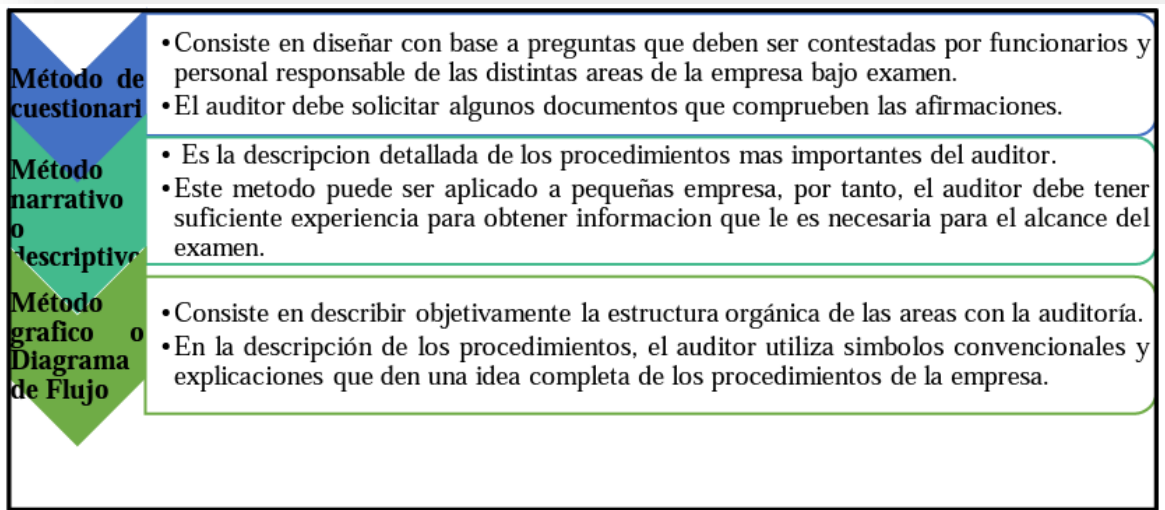 Método de
cuestionari
•Consiste en diseñar con base a preguntas que deben ser contestadas por funcionarios y
personal responsable de las distintas areas de la empresa bajo examen.
•El auditor debe solicitar algunos documentos que comprueben las afirmaciones.
Método
narrativo
o
descriptivo
• Es la descripcion detallada de los procedimientos mas importantes del auditor.
•Este metodo puede ser aplicado a pequeñas empresa, por tanto, el auditor debe tener
suficiente experiencia para obtener informacion que le es necesaria para el alcance del
examen.
Método
grafico o
Diagrama
de Flujo
•Consiste en describir objetivamente la estructura orgánica de las areas con la auditoría.
•En la descripción de los procedimientos, el auditor utiliza simbolos convencionales y
explicaciones que den una idea completa de los procedimientos de la empresa.